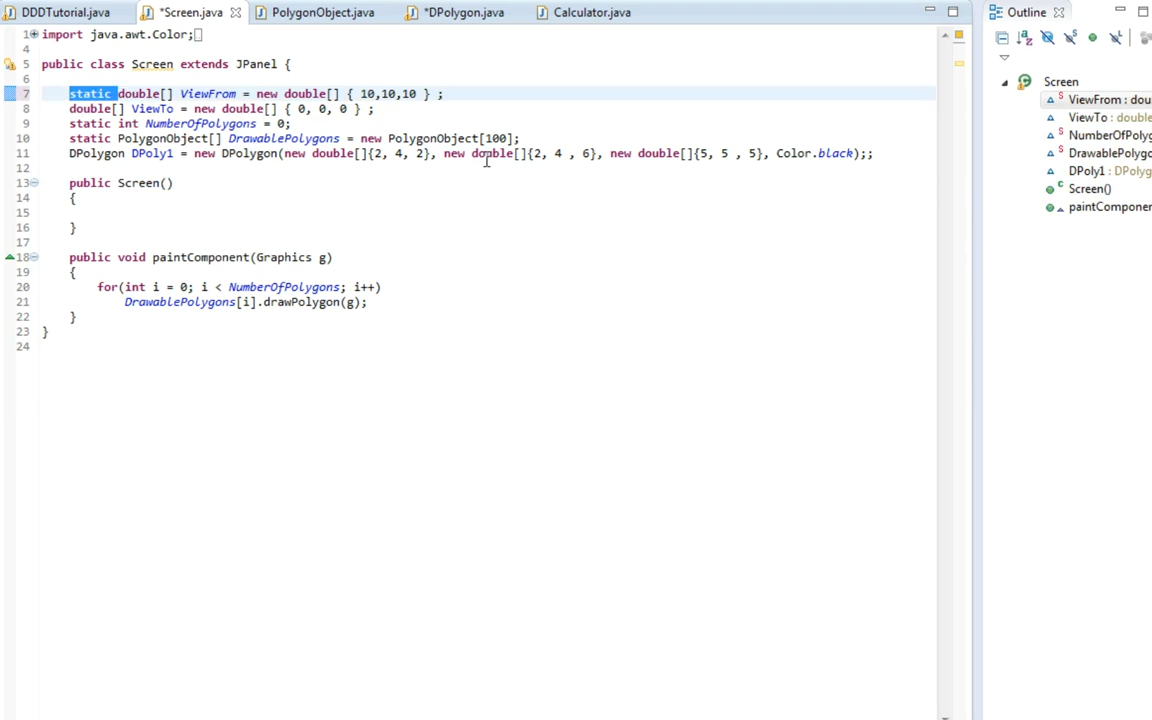 DDDTutorial.java *Screen.java PolygonObject.java *DPolygon.java Calculator.java Outline
1 import java.awt.Color;
4
5 public class Screen extends JPanel {
6
7 static double[] ViewFrom = new double[] { 10,10,10 } ;
8 double[] ViewTo = new double[] { 0, 0, 0 } ;
9 static int NumberOfPolygons = 0;
10 static PolygonObject[] DrawablePolygons = new PolygonObject[100];
11 DPolygon DPoly1 = new DPolygon(new double[]{2, 4, 2}, new double[]{2, 4 , 6}, new double[]{5, 5 , 5}, Color.black);;
12
13 public Screen()
14 {
15
16 }
17
18 public void paintComponent(Graphics g)
19 {
20 for(int i = 0; i < NumberOfPolygons; i++)
21 DrawablePolygons[i].drawPolygon(g);
22 }
23 }
24
Screen
ViewFrom : dou
ViewTo : double
NumberOfPolyg
DrawablePolygo
DPoly1 : DPolyg
Screen()
paintComponen